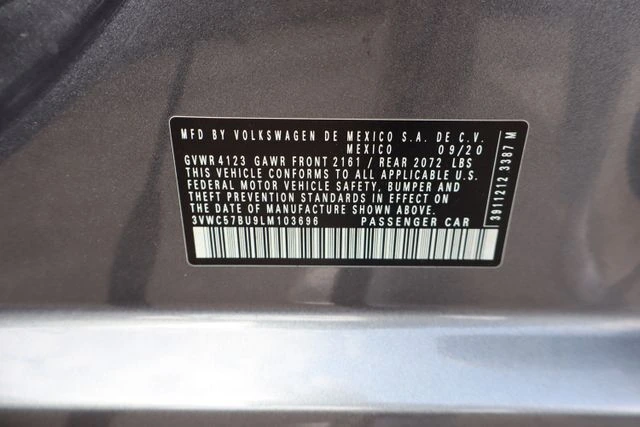 MFD BY VOLKSWAGEN DE MEXICO S.A. DE C.V.
MEXICO 09/20
GVWR 4123 GAWR FRONT 2161 / REAR 2072 LBS
THIS VEHICLE CONFORMS TO ALL APPLICABLE U.S.
FEDERAL MOTOR VEHICLE SAFETY, BUMPER AND
THEFT PREVENTION STANDARDS IN EFFECT ON
THE DATE OF MANUFACTURE SHOWN ABOVE.
3VWC57BU9LM103696 PASSENGER CAR
3911212 3387 M